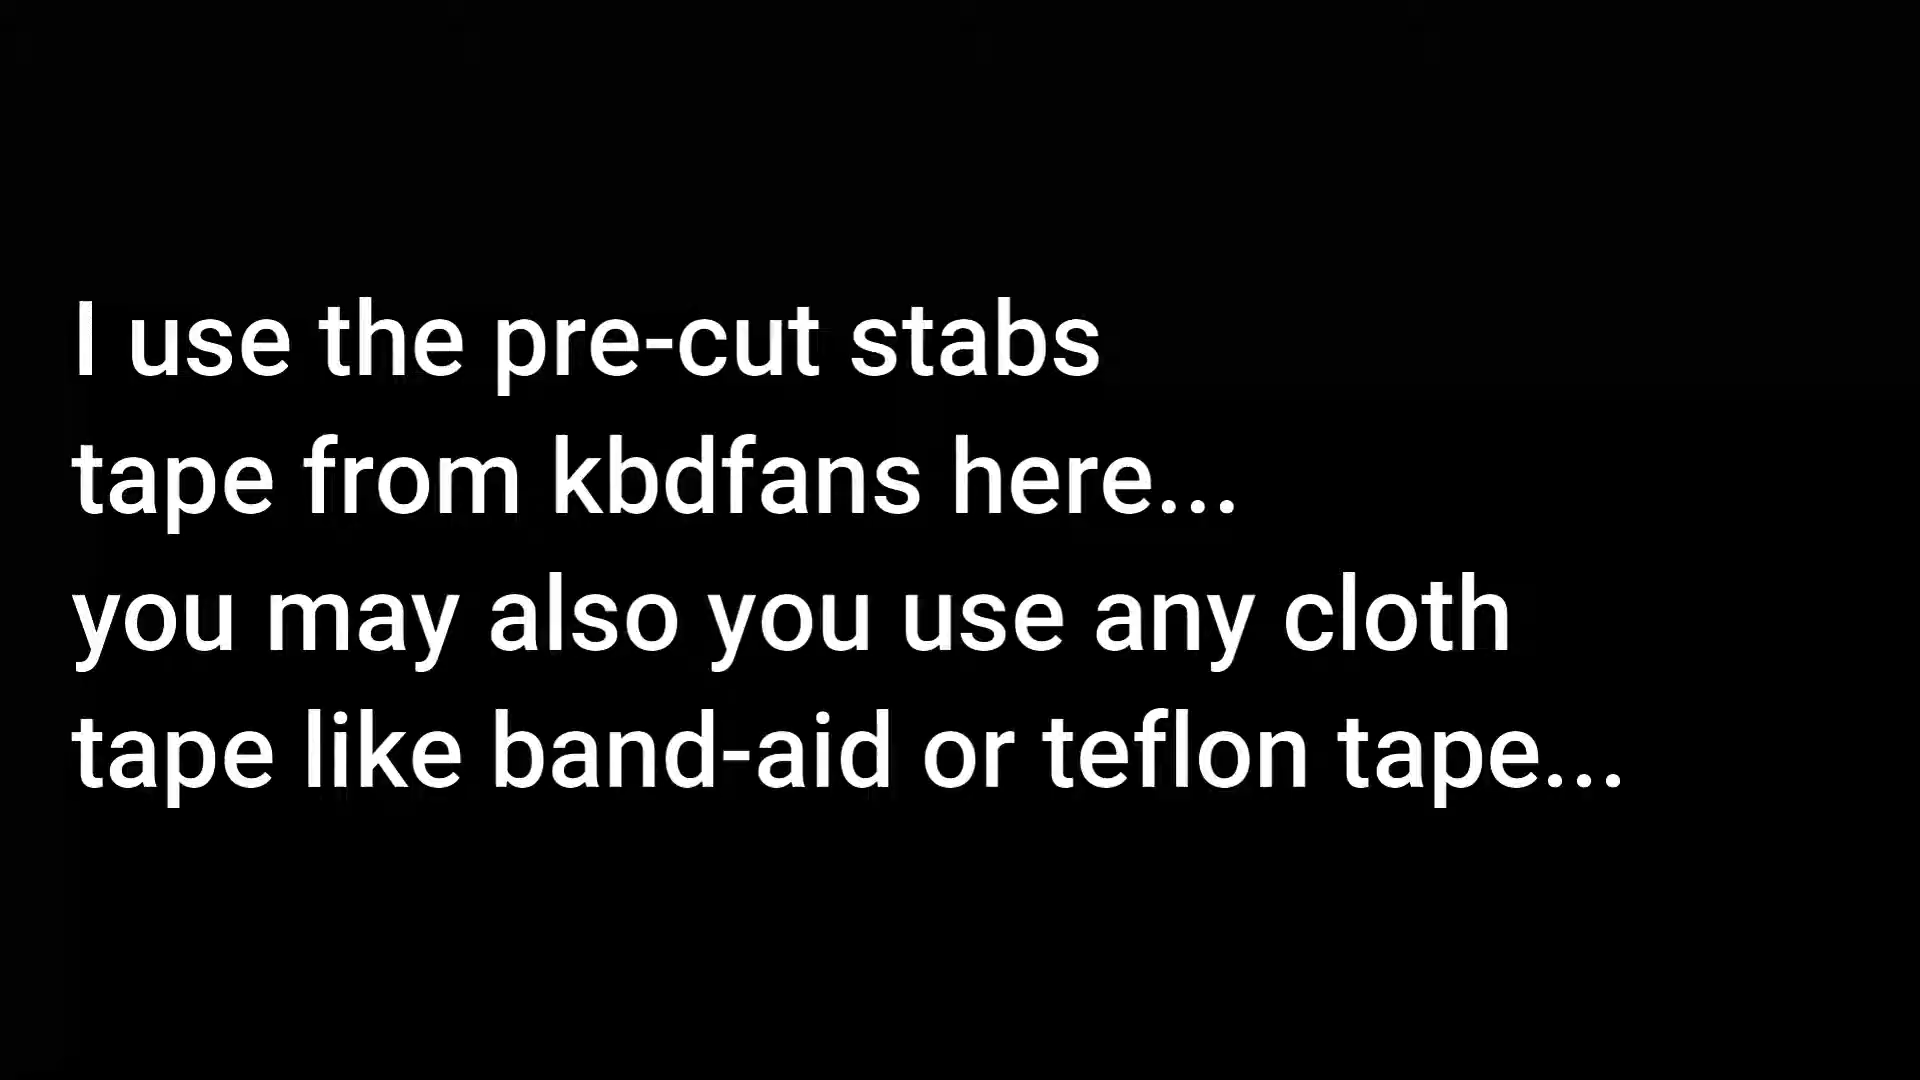 I use the pre-cut stabs
tape from kbdfans here...
you may also you use any cloth
tape like band-aid or teflon tape...